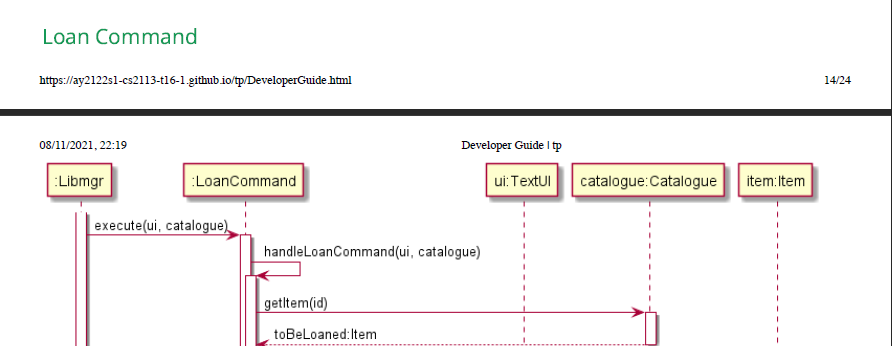 Loan Command
https://ay2122s1-cs2113-t16-1.github.io/tp/DeveloperGuide.html 14/24
08/11/2021, 22:19 Developer Guide | tp
:Libmgr :LoanCommand ui:TextUI catalogue:Catalogue item:Item
execute(ui, catalogue)
handleLoanCommand(ui, catalogue)
getItem(id)
toBeLoaned:Item